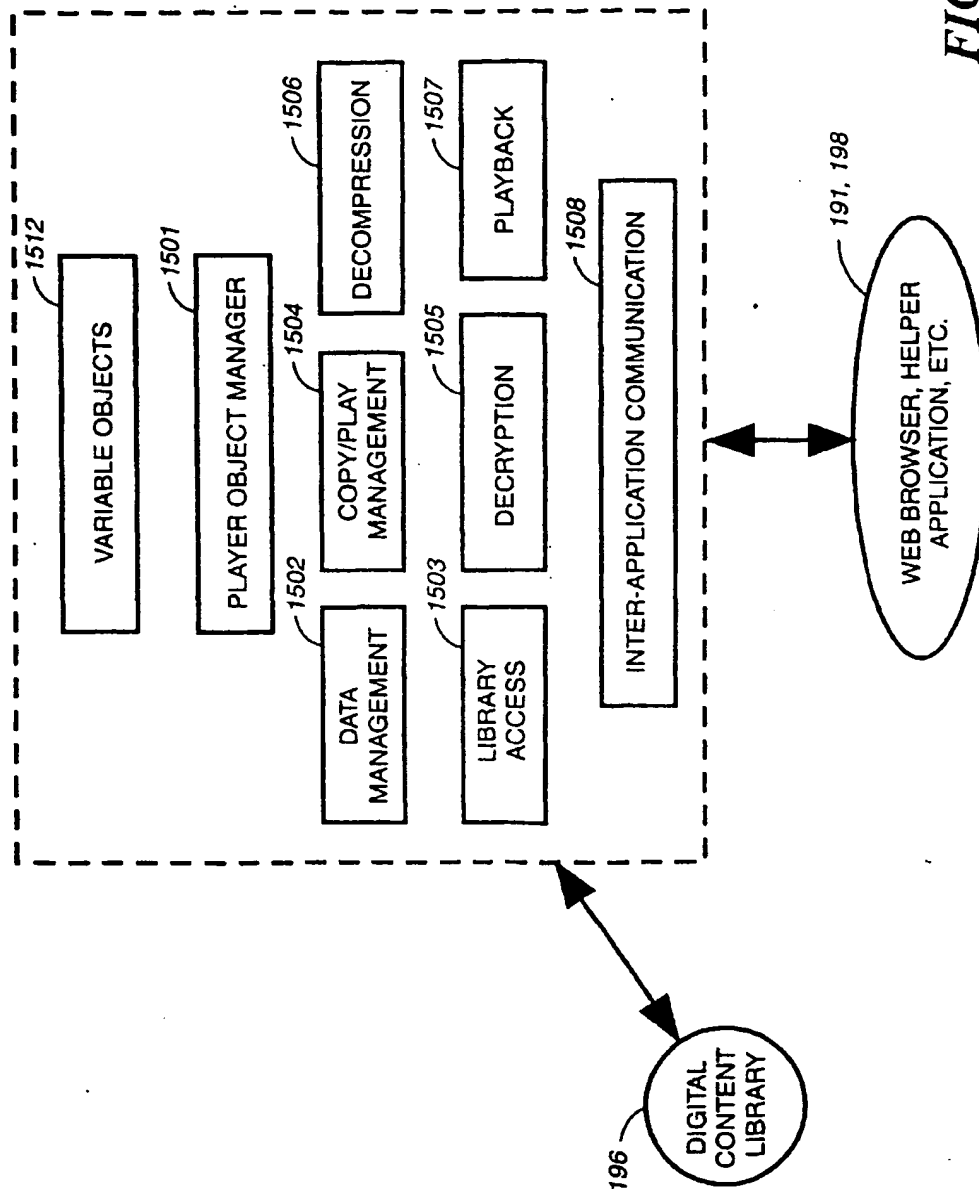 1512
VARIABLE OBJECTS
1501
PLAYER OBJECT MANAGER
1502
DATA
MANAGEMENT
1504
COPY/PLAY
MANAGEMENT
1506
DECOMPRESSION
1503
LIBRARY
ACCESS
1505
DECRYPTION
1507
PLAYBACK
1508
INTER-APPLICATION COMMUNICATION
196
DIGITAL
CONTENT
LIBRARY
191, 198
WEB BROWSER, HELPER
APPLICATION, ETC.
FIG